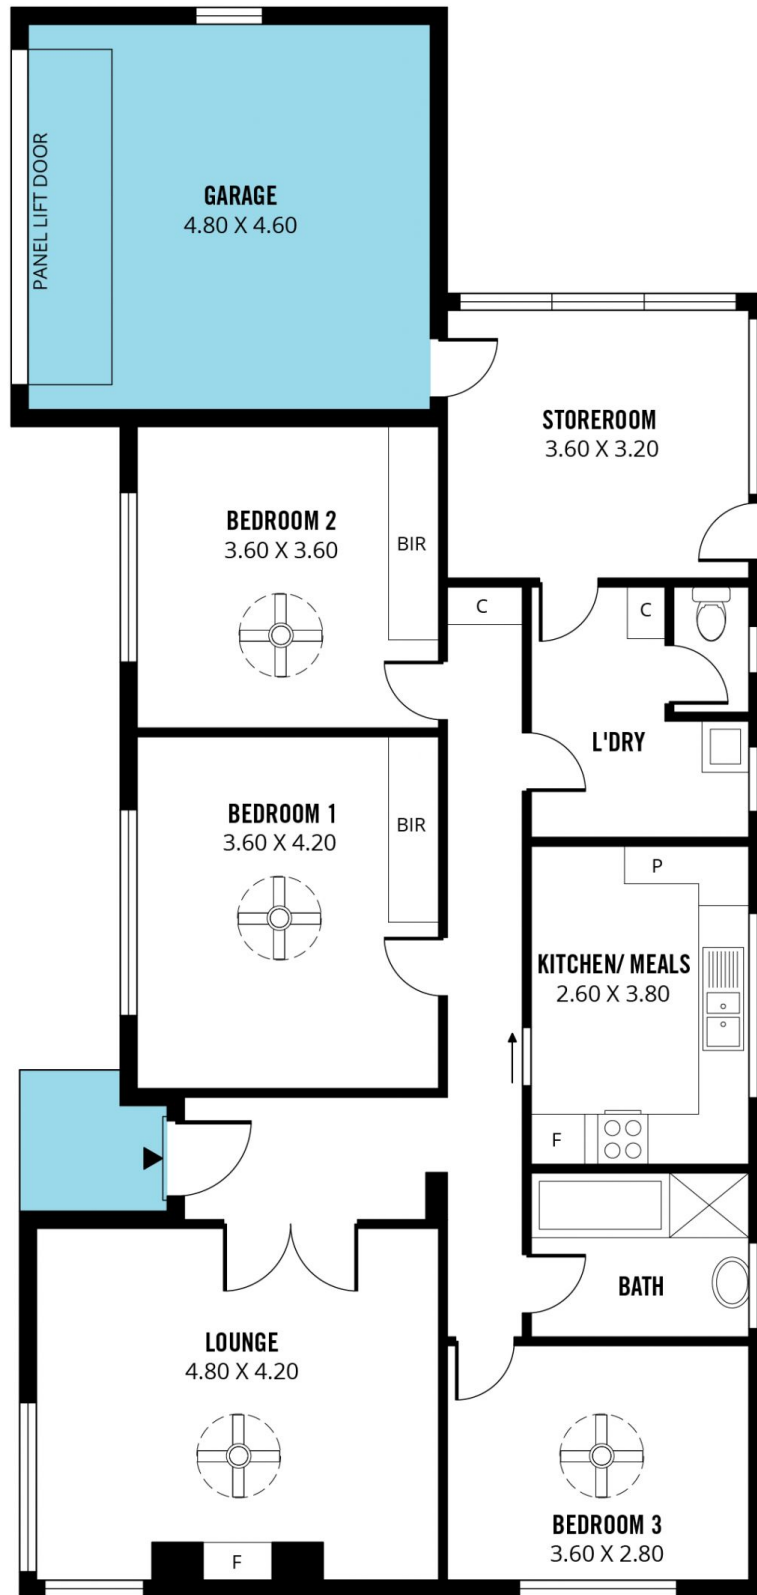 GARAGE
4.80 X 4.60
PANEL LIFT DOOR
STOREROOM
3.60 X 3.20
BEDROOM 2
3.60 X 3.60
BIR
C
C
L'DRY
BEDROOM 1
3.60 X 4.20
BIR
P
KITCHEN/ MEALS
2.60 X 3.80
F
BATH
LOUNGE
4.80 X 4.20
F
BEDROOM 3
3.60 X 2.80